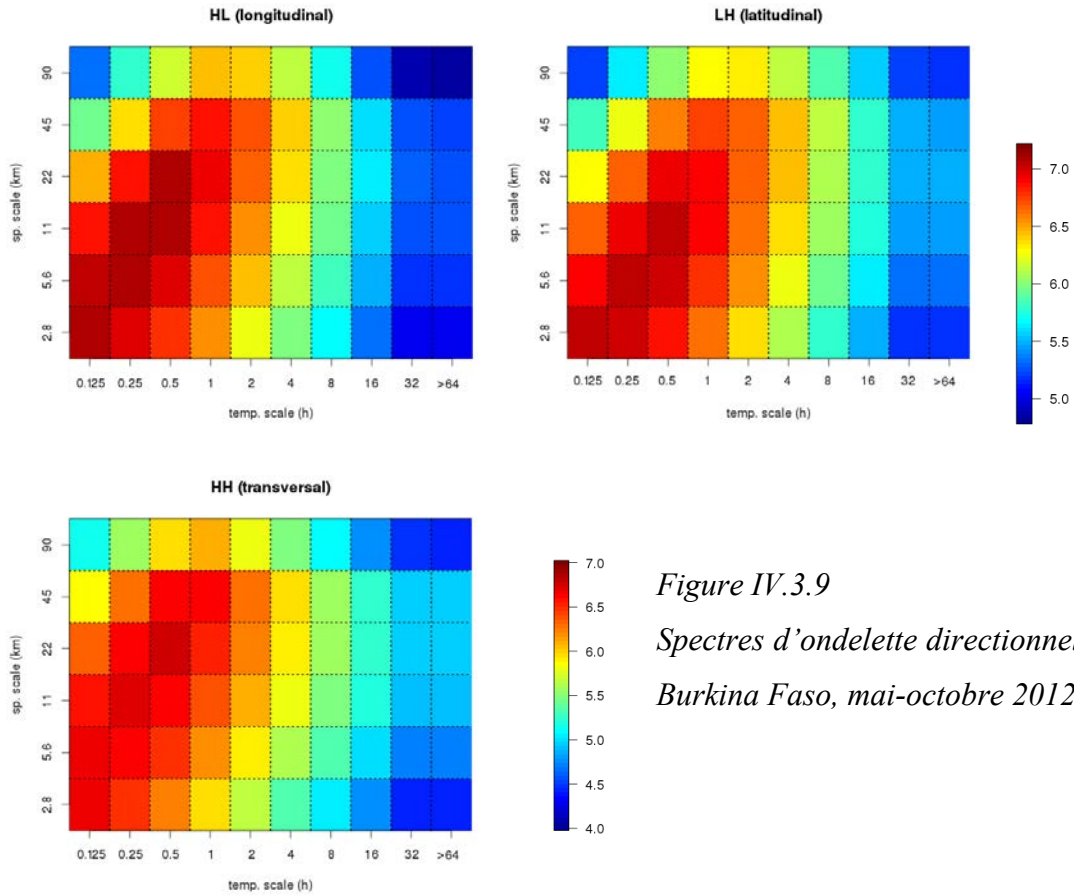 HL (longitudinal)
sp. scale (km)
90
45
22
11
5.6
2.8
0.125 0.25 0.5 1 2 4 8 16 32 >64
temp. scale (h)
LH (latitudinal)
sp. scale (km)
90
45
22
11
5.6
2.8
0.125 0.25 0.5 1 2 4 8 16 32 >64
temp. scale (h)
7.0
6.5
6.0
5.5
5.0
HH (transversal)
sp. scale (km)
90
45
22
11
5.6
2.8
0.125 0.25 0.5 1 2 4 8 16 32 >64
temp. scale (h)
7.0
6.5
6.0
5.5
5.0
4.5
4.0
Figure IV.3.9
Spectres d’ondelette directionnel
Burkina Faso, mai-octobre 2012